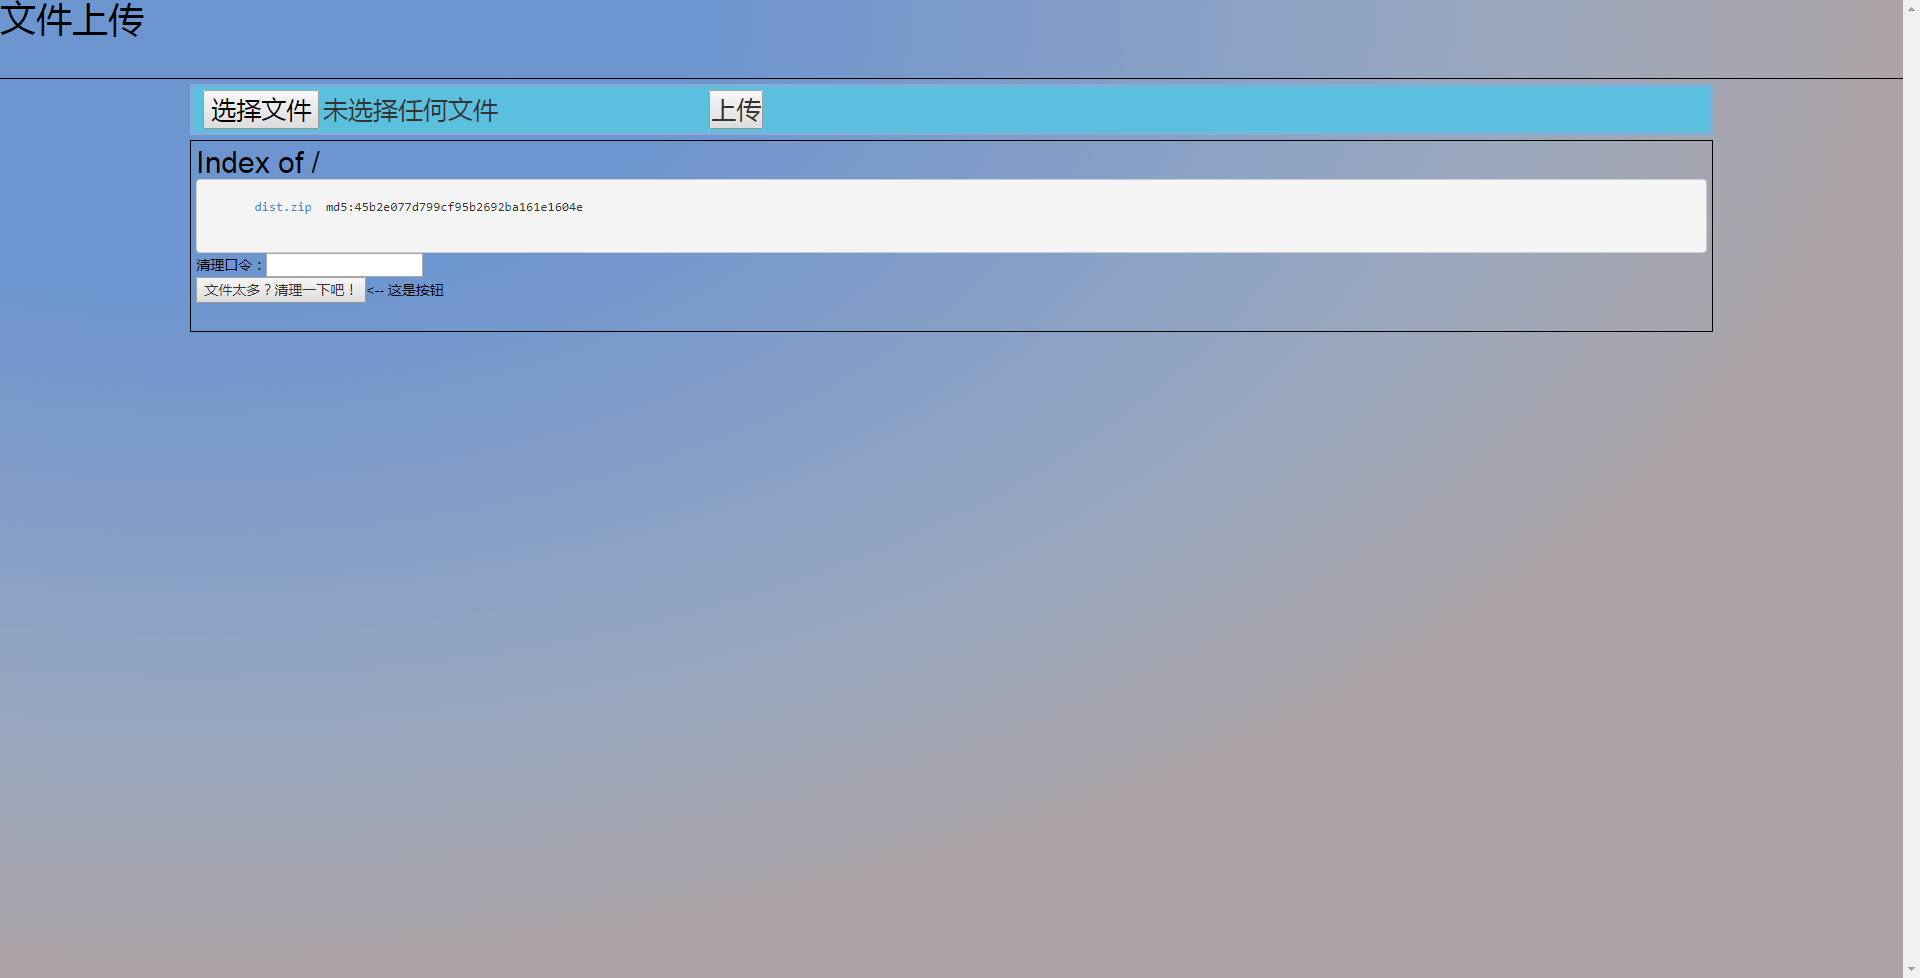 文件上传
选择文件 未选择任何文件 上传
Index of /
dist.zip md5:45b2e077d799cf95b2692ba161e1604e
清理口令：
文件太多？清理一下吧！ <-- 这是按钮